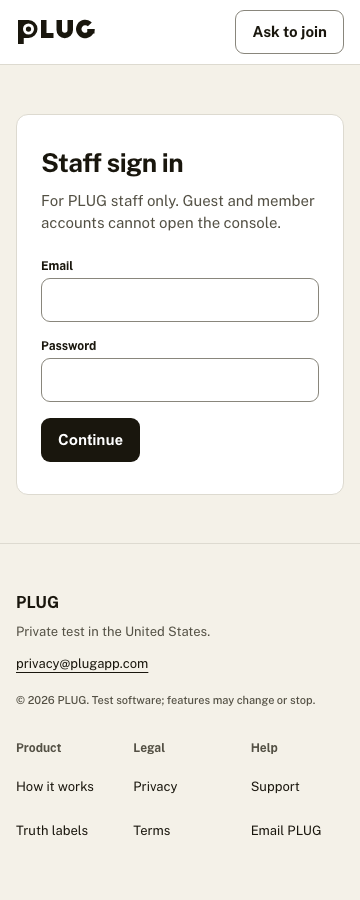 PLUG
Ask to join
Staff sign in
For PLUG staff only. Guest and member
accounts cannot open the console.
Email
Password
Continue
PLUG
Private test in the United States.
privacy@plugapp.com
© 2026 PLUG. Test software; features may change or stop.
Product
Legal
Help
How it works
Privacy
Support
Truth labels
Terms
Email PLUG